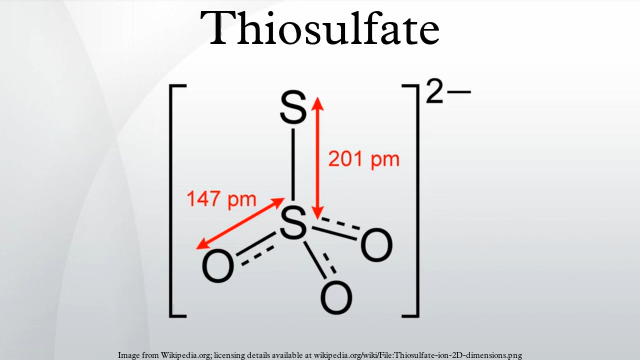 Thiosulfate
2−
S
201 pm
147 pm
S
O
O
O
Image from Wikipedia.org; licensing details available at wikipedia.org/wiki/File:Thiosulfate-ion-2D-dimensions.png